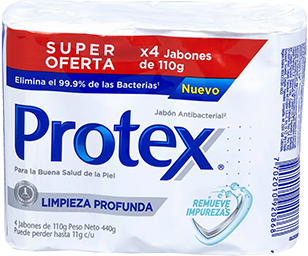 SUPER OFERTA
x4 Jabones de 110g
Elimina el 99.9% de las Bacterias¹
Nuevo
Jabón Antibacterial²
Protex®
Para la Buena Salud de la Piel
LIMPIEZA PROFUNDA
REMUEVE
IMPUREZAS
4 Jabones de 110g Peso Neto 440g
Puede perder hasta 11g c/u